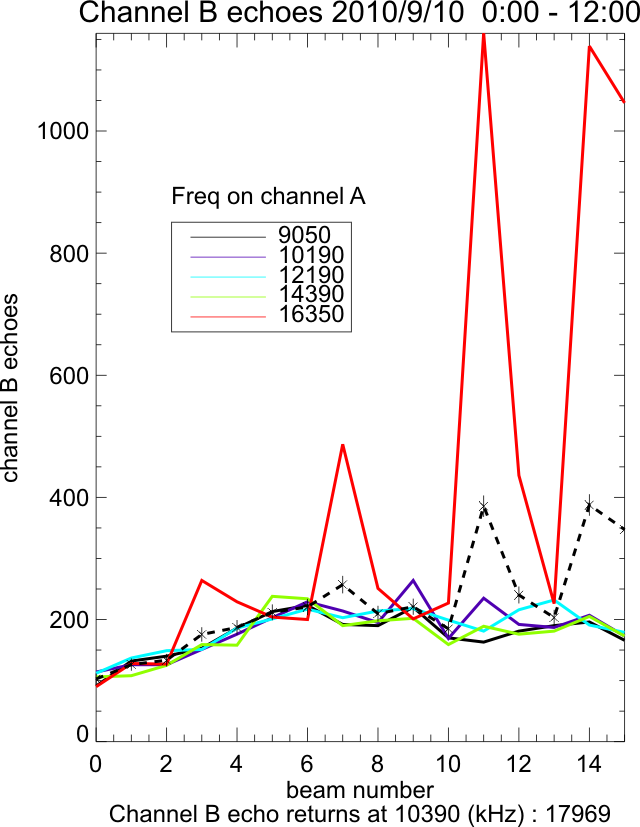 Channel B echoes 2010/9/10  0:00 - 12:00
1000
800
600
400
200
0
channel B echoes
Freq on channel A
9050
10190
12190
14390
16350
0 2 4 6 8 10 12 14
beam number
Channel B echo returns at 10390 (kHz) : 17969